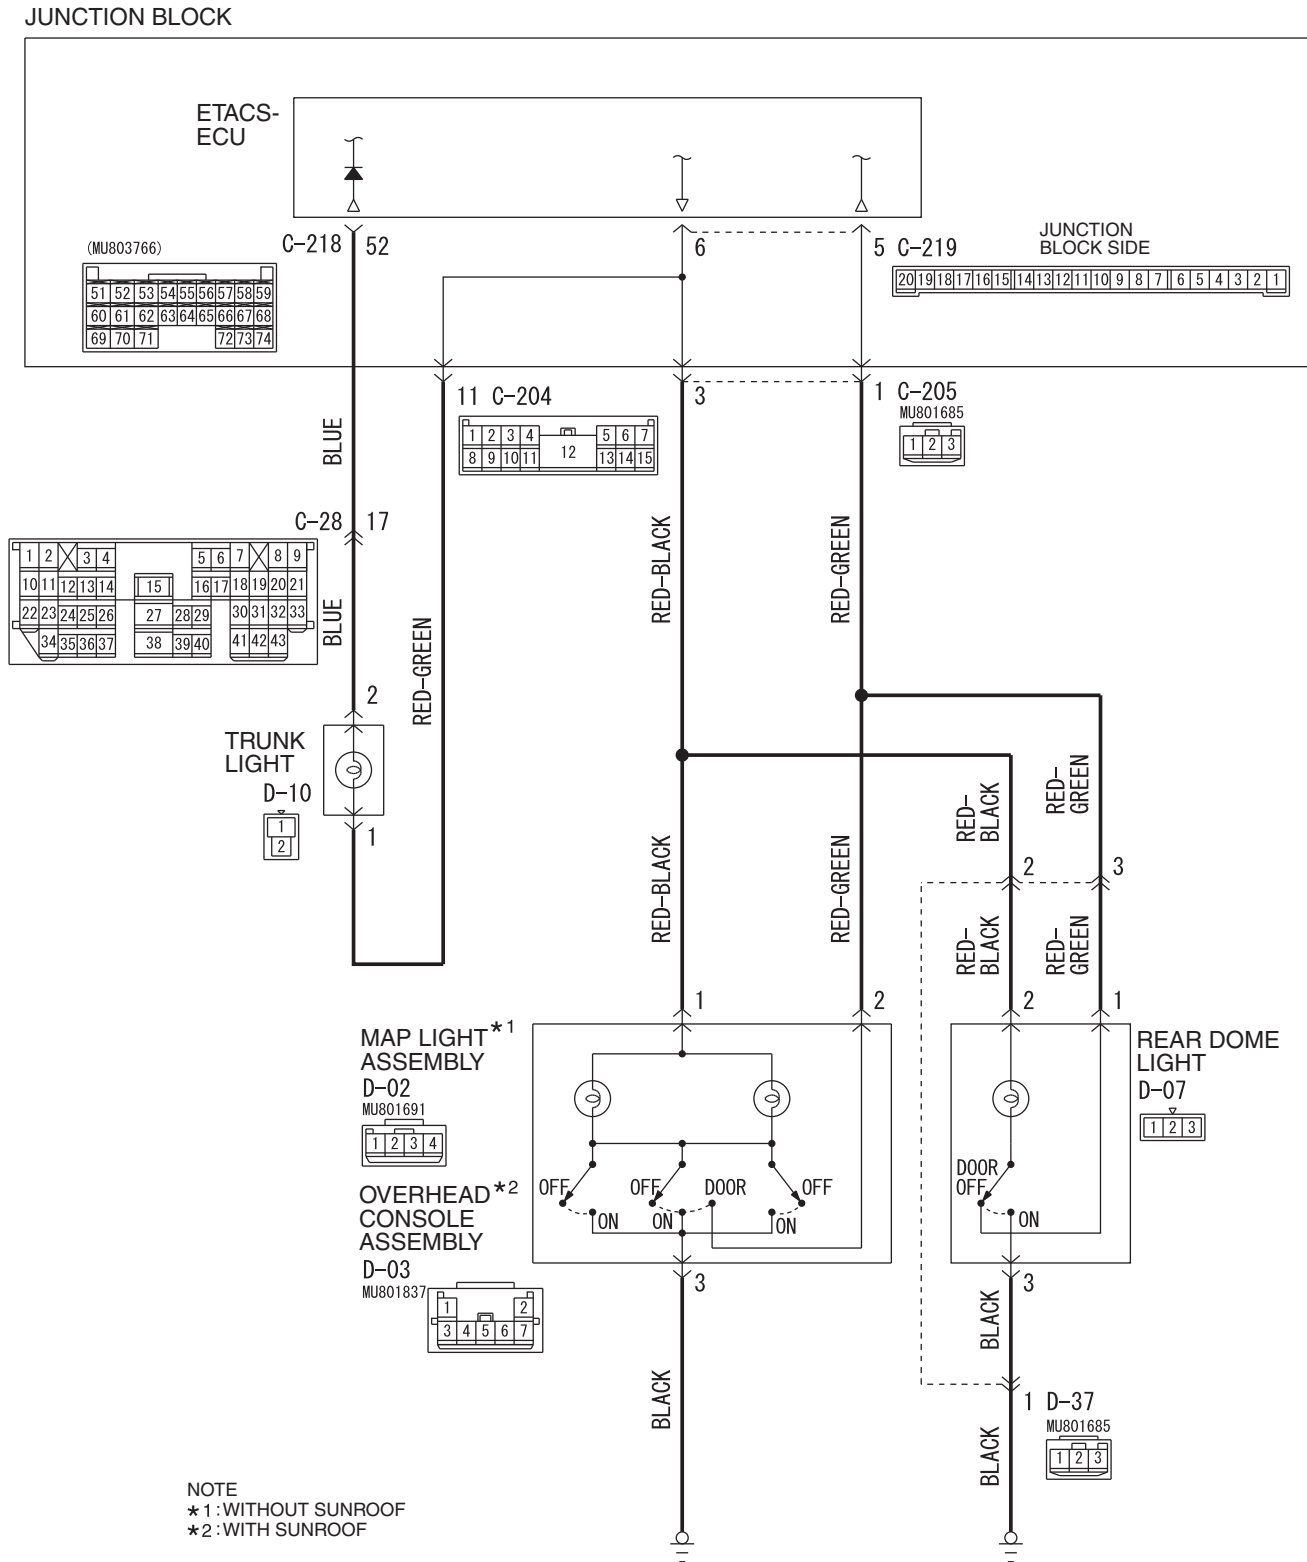 JUNCTION BLOCK
ETACS-
ECU
(MU803766)
C-218 52
6
5 C-219
JUNCTION
BLOCK SIDE
51 52 53 54 55 56 57 58 59
60 61 62 63 64 65 66 67 68
69 70 71 72 73 74
20 19 18 17 16 15 14 13 12 11 10 9 8 7 6 5 4 3 2 1
11 C-204
3
1 C-205
MU801685
1 2 3 4 5 6 7
8 9 10 11 12 13 14 15
1 2 3
BLUE
C-28 17
RED-BLACK
RED-GREEN
1 2 3 4 5 6 7 8 9
10 11 12 13 14 15 16 17 18 19 20 21
22 23 24 25 26 27 28 29 30 31 32 33
34 35 36 37 38 39 40 41 42 43
BLUE
RED-GREEN
2
TRUNK
LIGHT
D-10
1
2
1
RED-
BLACK
RED-
GREEN
RED-BLACK
RED-GREEN
2
3
RED-
BLACK
RED-
GREEN
1
2
2
1
MAP LIGHT*1
ASSEMBLY
D-02
MU801691
1 2 3 4
REAR DOME
LIGHT
D-07
1 2 3
OVERHEAD*2
CONSOLE
ASSEMBLY
D-03
MU801837
1 2
3 4 5 6 7
OFF
ON
OFF
ON
DOOR
OFF
ON
DOOR
OFF
ON
3
3
BLACK
BLACK
1 D-37
MU801685
1 2 3
BLACK
NOTE
*1:WITHOUT SUNROOF
*2:WITH SUNROOF